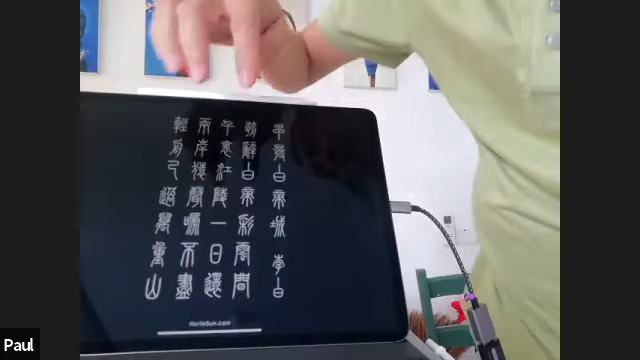 早發白帝城 李白
朝辭白帝彩雲間
千里江陵一日還
兩岸猿聲啼不盡
輕舟已過萬重山
Paul